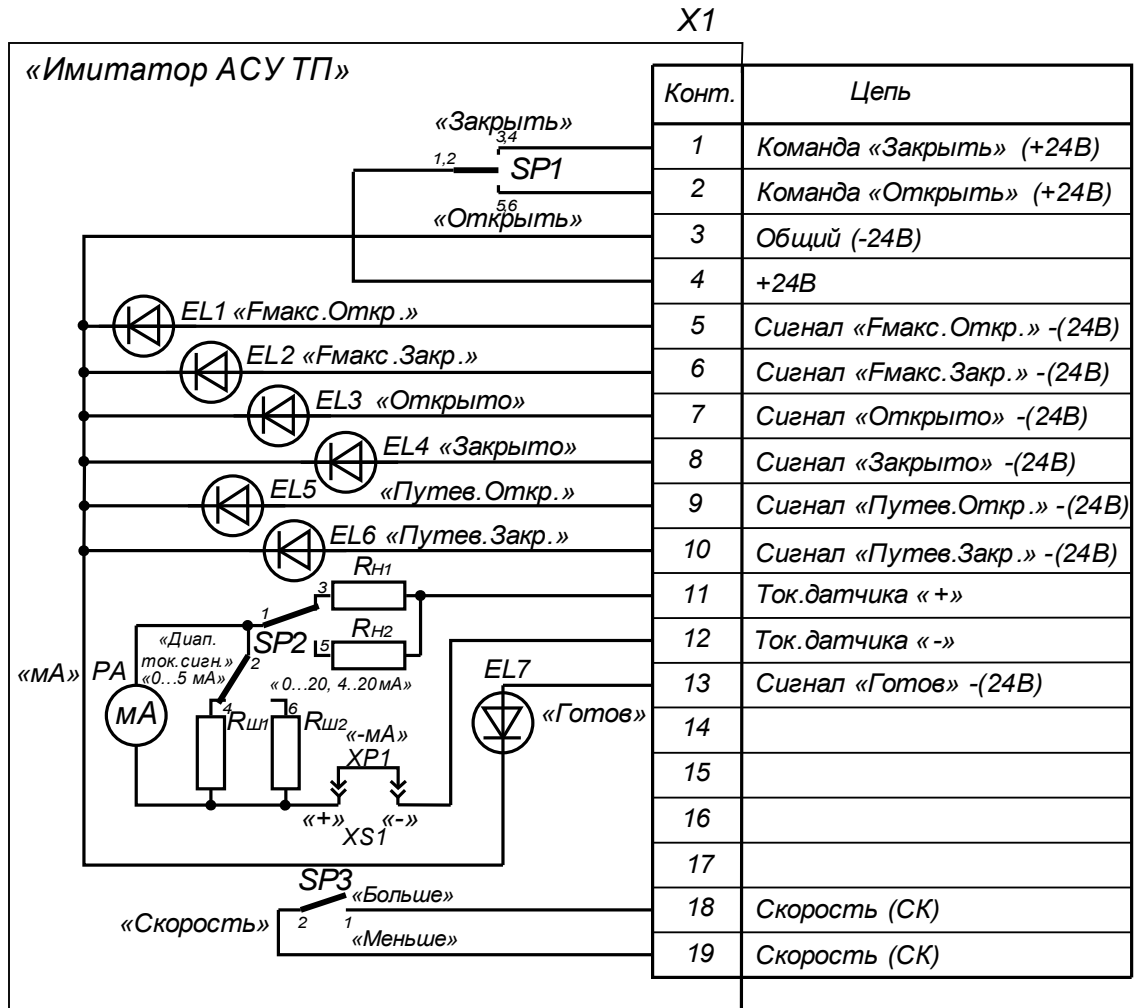 X1
«Имитатор АСУ ТП»
Конт. Цепь
«Закрыть»
3,4
1,2 SP1
5,6
«Открыть»
1 Команда «Закрыть» (+24В)
2 Команда «Открыть» (+24В)
3 Общий (-24В)
4 +24В
EL1 «Fмакс.Откр.»
5 Сигнал «Fмакс.Откр.» -(24В)
EL2 «Fмакс.Закр.»
6 Сигнал «Fмакс.Закр.» -(24В)
EL3 «Открыто»
7 Сигнал «Открыто» -(24В)
EL4 «Закрыто»
8 Сигнал «Закрыто» -(24В)
EL5 «Путев.Откр.»
9 Сигнал «Путев.Откр.» -(24В)
EL6 «Путев.Закр.»
10 Сигнал «Путев.Закр.» -(24В)
11 Ток.датчика «+»
12 Ток.датчика «-»
13 Сигнал «Готов» -(24В)
14
15
16
17
18 Скорость (СК)
19 Скорость (СК)
3 Rн1
1
SP2 5 Rн2
2
«Диап.
ток.сигн.»
«0...5 мА»
«0...20, 4..20мА»
«мА» PA
мА
4 Rш1
6 Rш2
«-мА»
XP1
«+» «-»
XS1
EL7
«Готов»
SP3
«Больше»
«Скорость» 2 1
«Меньше»